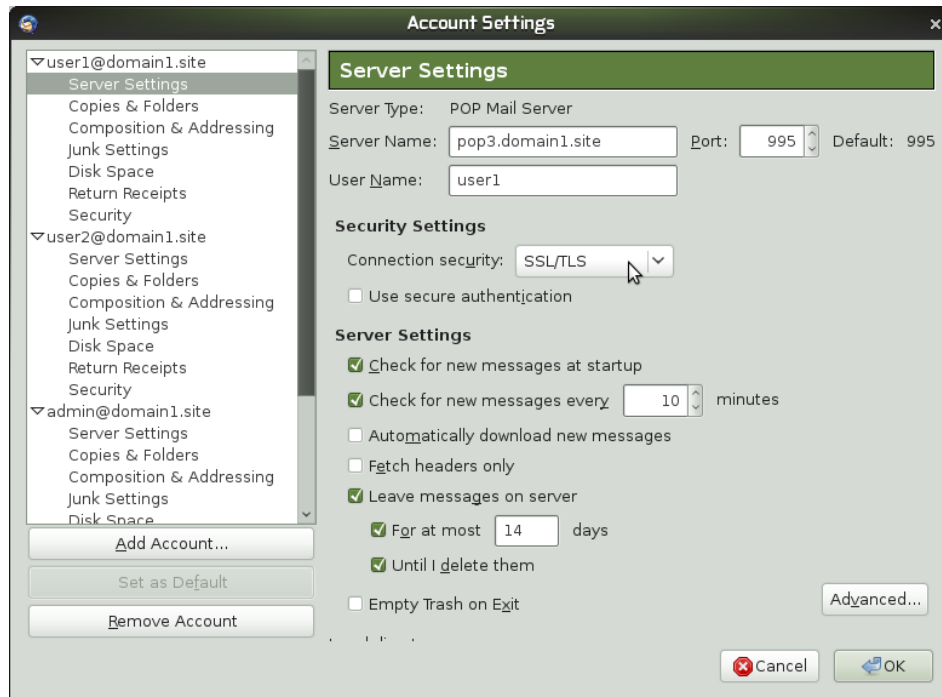 Account Settings
user1@domain1.site
Server Settings
Copies & Folders
Composition & Addressing
Junk Settings
Disk Space
Return Receipts
Security
user2@domain1.site
Server Settings
Copies & Folders
Composition & Addressing
Junk Settings
Disk Space
Return Receipts
Security
admin@domain1.site
Server Settings
Copies & Folders
Composition & Addressing
Junk Settings
Disk Space
Add Account...
Set as Default
Remove Account
Server Settings
Server Type: POP Mail Server
Server Name: pop3.domain1.site Port: 995 Default: 995
User Name: user1
Security Settings
Connection security: SSL/TLS
Use secure authentication
Server Settings
Check for new messages at startup
Check for new messages every 10 minutes
Automatically download new messages
Fetch headers only
Leave messages on server
For at most 14 days
Until I delete them
Empty Trash on Exit
Advanced...
Cancel OK